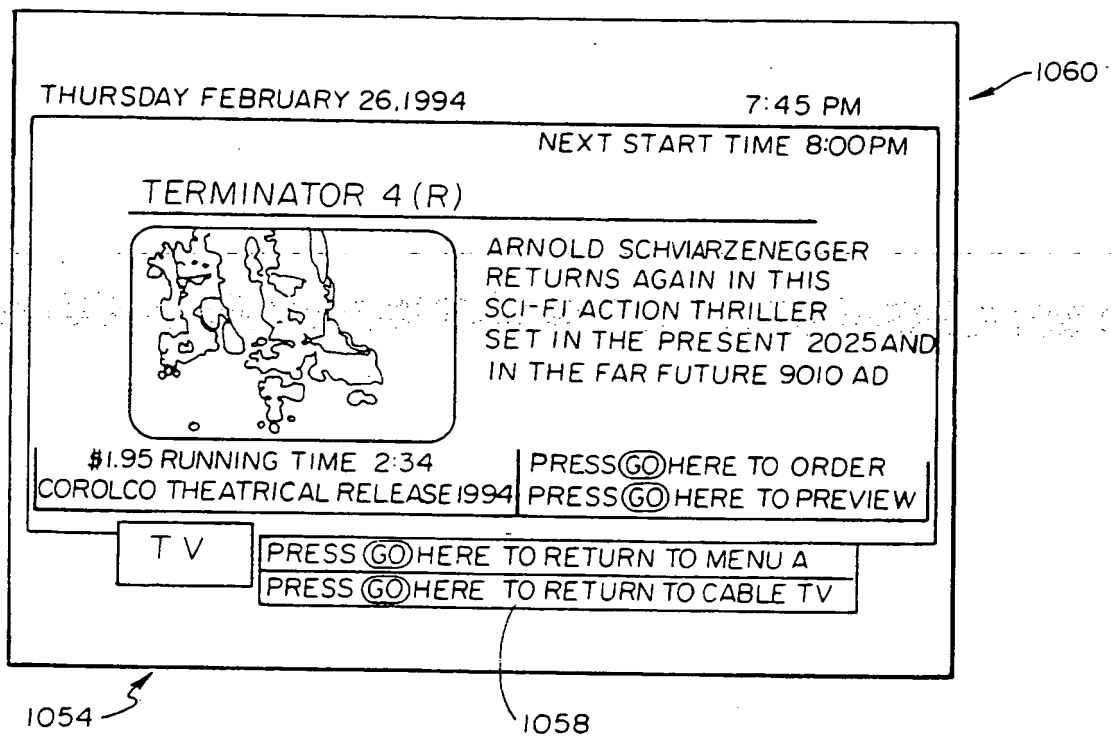 1060
THURSDAY FEBRUARY 26,1994 7:45 PM
NEXT START TIME 8:00PM
TERMINATOR 4 (R)
ARNOLD SCHVIARZENEGGER
RETURNS AGAIN IN THIS
SCI-FI ACTION THRILLER
SET IN THE PRESENT 2025 AND
IN THE FAR FUTURE 9010 AD
$1.95 RUNNING TIME 2:34
COROLCO THEATRICAL RELEASE 1994
PRESS GO HERE TO ORDER
PRESS GO HERE TO PREVIEW
TV
PRESS GO HERE TO RETURN TO MENU A
PRESS GO HERE TO RETURN TO CABLE TV
1054
1058